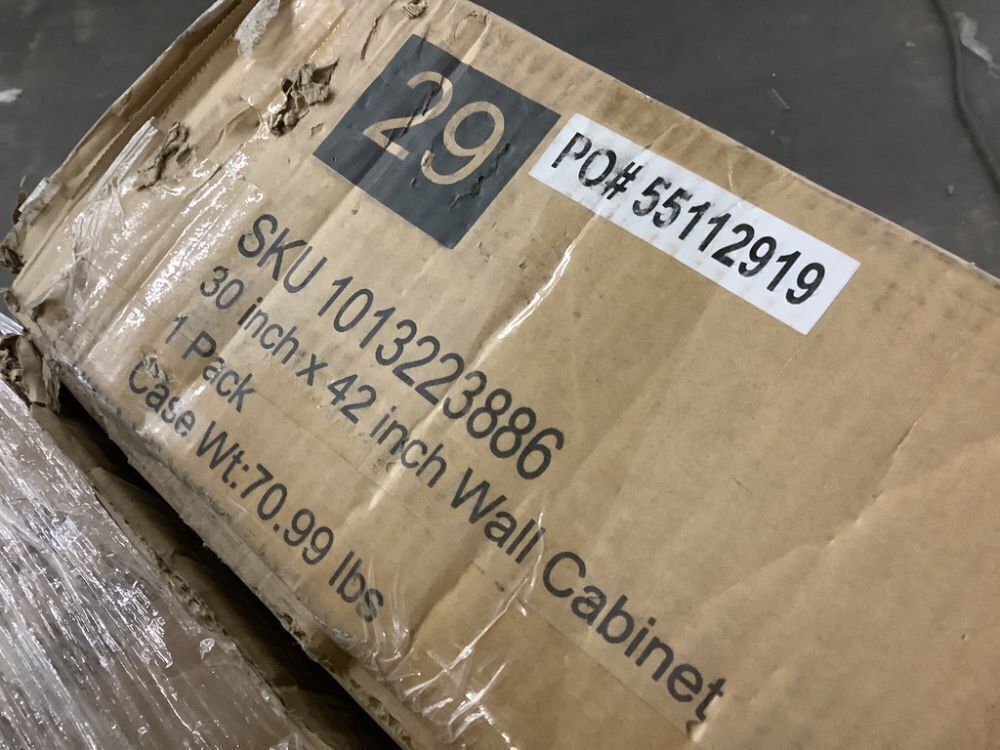 29
PO# 55112919
SKU 1013223886
30 inch x 42 inch Wall Cabinet
1 Pack
Case Wt:70.99 lbs